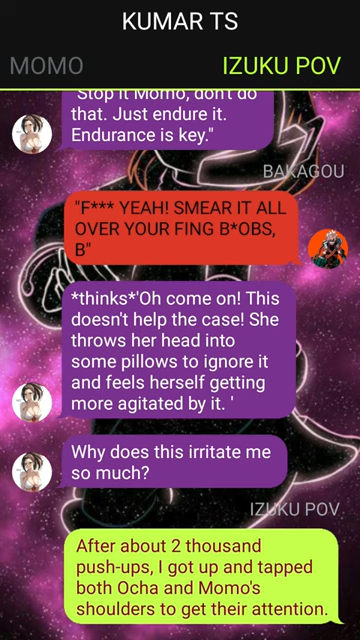 KUMAR TS
MOMO
IZUKU POV
"Stop it Momo, don't do
that. Just endure it.
Endurance is key."
BAKAGOU
"F*** YEAH! SMEAR IT ALL
OVER YOUR FING B*OBS,
B"
*thinks*'Oh come on! This
doesn't help the case! She
throws her head into
some pillows to ignore it
and feels herself getting
more agitated by it. '
Why does this irritate me
so much?
IZUKU POV
After about 2 thousand
push-ups, I got up and tapped
both Ocha and Momo's
shoulders to get their attention.